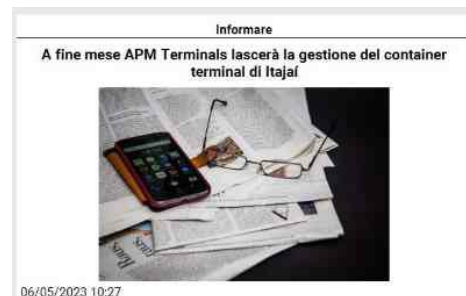 Informare
A fine mese APM Terminals lascerà la gestione del container
terminal di Itajaí
06/05/2023 10:27